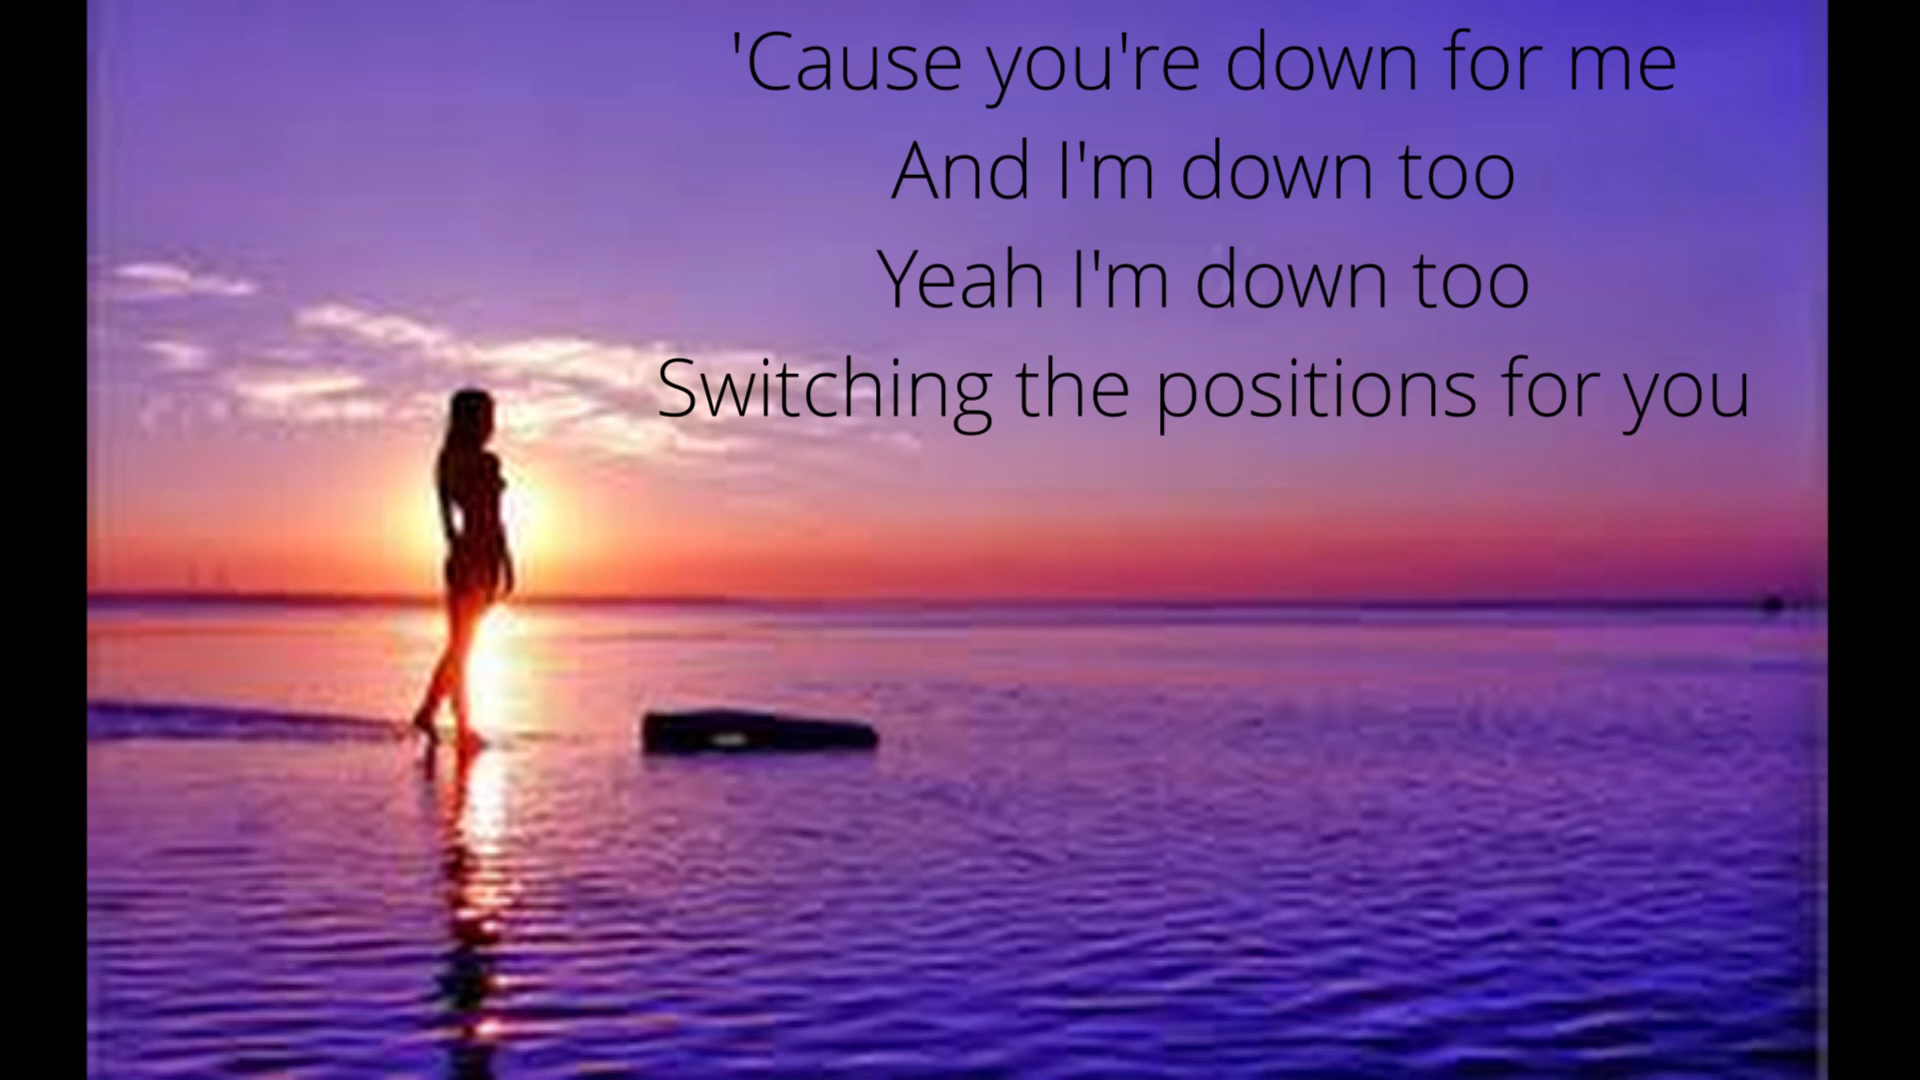 'Cause you're down for me
And I'm down too
Yeah I'm down too
Switching the positions for you